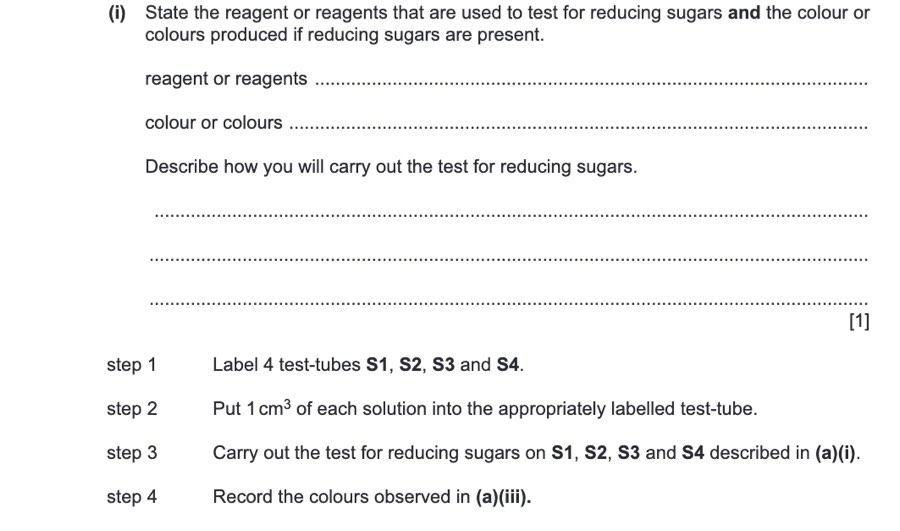 (i) State the reagent or reagents that are used to test for reducing sugars and the colour or
colours produced if reducing sugars are present.
reagent or reagents ...............................................................................................................
colour or colours ....................................................................................................................
Describe how you will carry out the test for reducing sugars.
...............................................................................................................................................
................................................................................................................................................
................................................................................................................................................
[1]
step 1 Label 4 test-tubes S1, S2, S3 and S4.
step 2 Put 1 cm³ of each solution into the appropriately labelled test-tube.
step 3 Carry out the test for reducing sugars on S1, S2, S3 and S4 described in (a)(i).
step 4 Record the colours observed in (a)(iii).